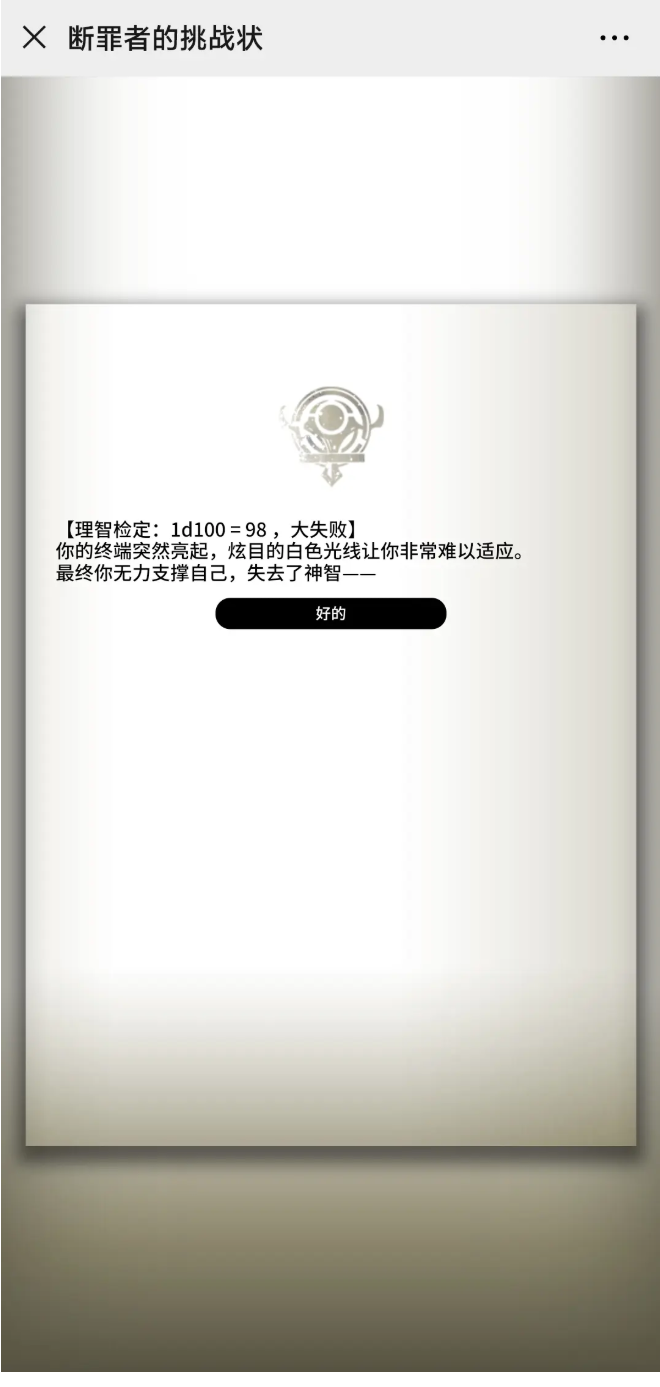 断罪者的挑战状
【理智检定：1d100 = 98 ，大失败】
你的终端突然亮起，炫目的白色光线让你非常难以适应。
最终你无力支撑自己，失去了神智——
好的